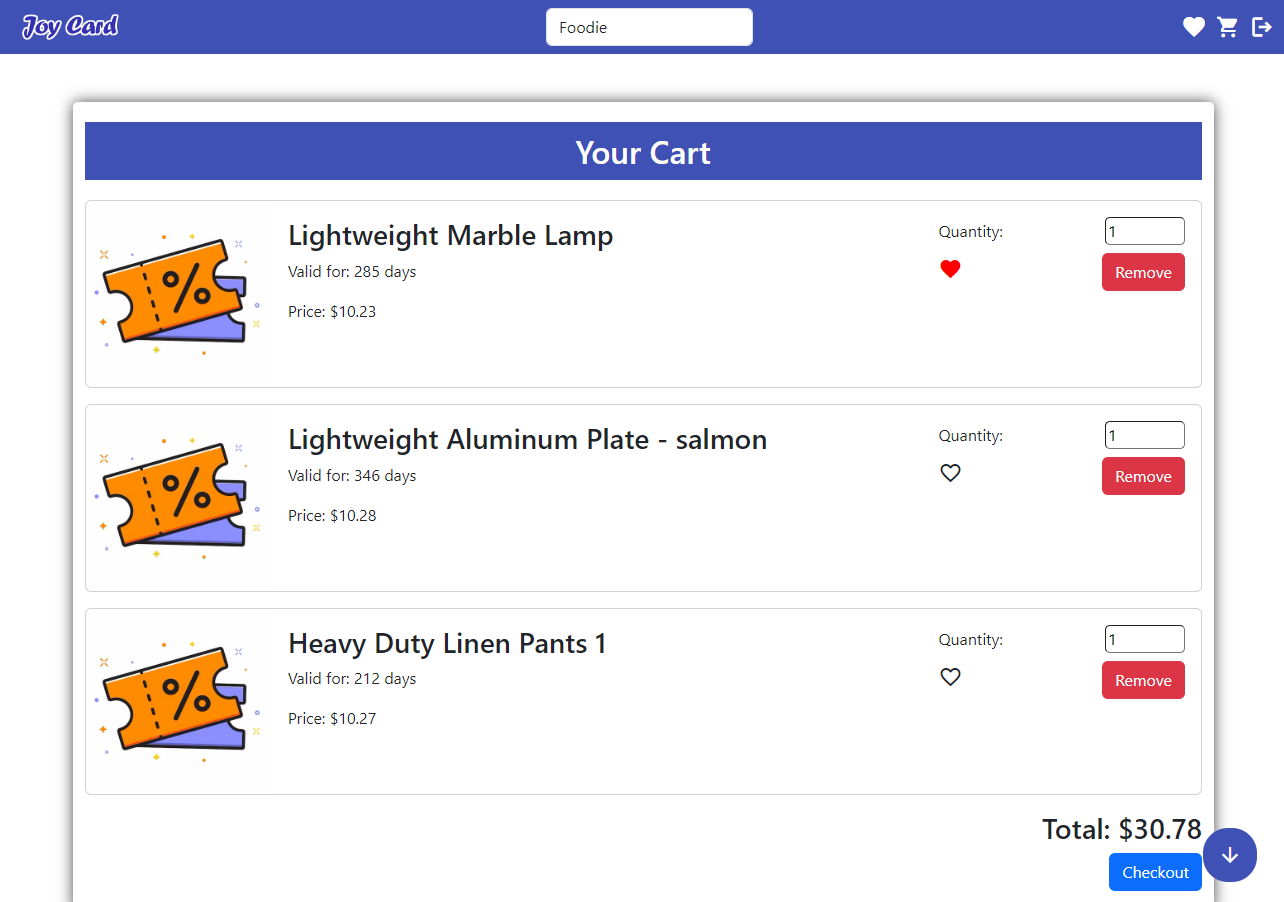 Joy Card
Foodie
Your Cart
Lightweight Marble Lamp
Valid for: 285 days
Price: $10.23
Quantity:
1
Remove
%
Lightweight Aluminum Plate - salmon
Valid for: 346 days
Price: $10.28
Quantity:
1
Remove
%
Heavy Duty Linen Pants 1
Valid for: 212 days
Price: $10.27
Quantity:
1
Remove
%
Total: $30.78
Checkout